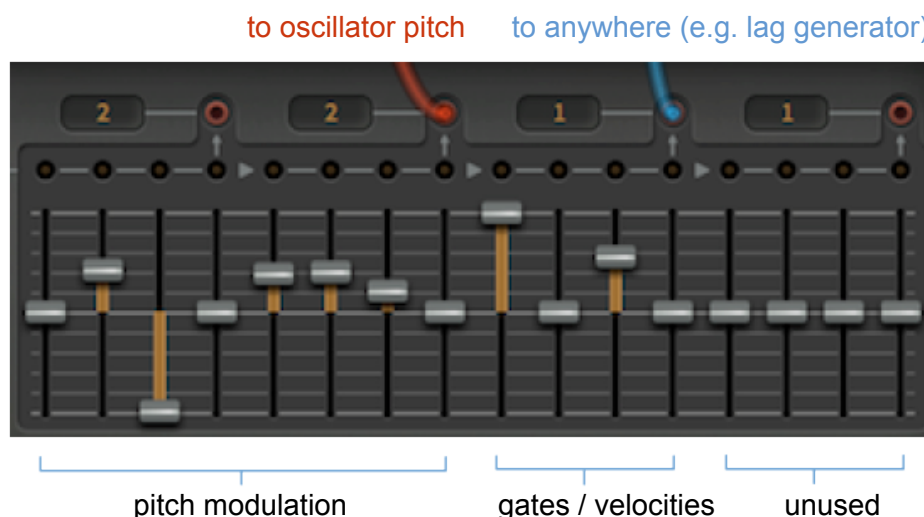 to oscillator pitch to anywhere (e.g. lag generator)
2 2 1 1
pitch modulation gates / velocities unused